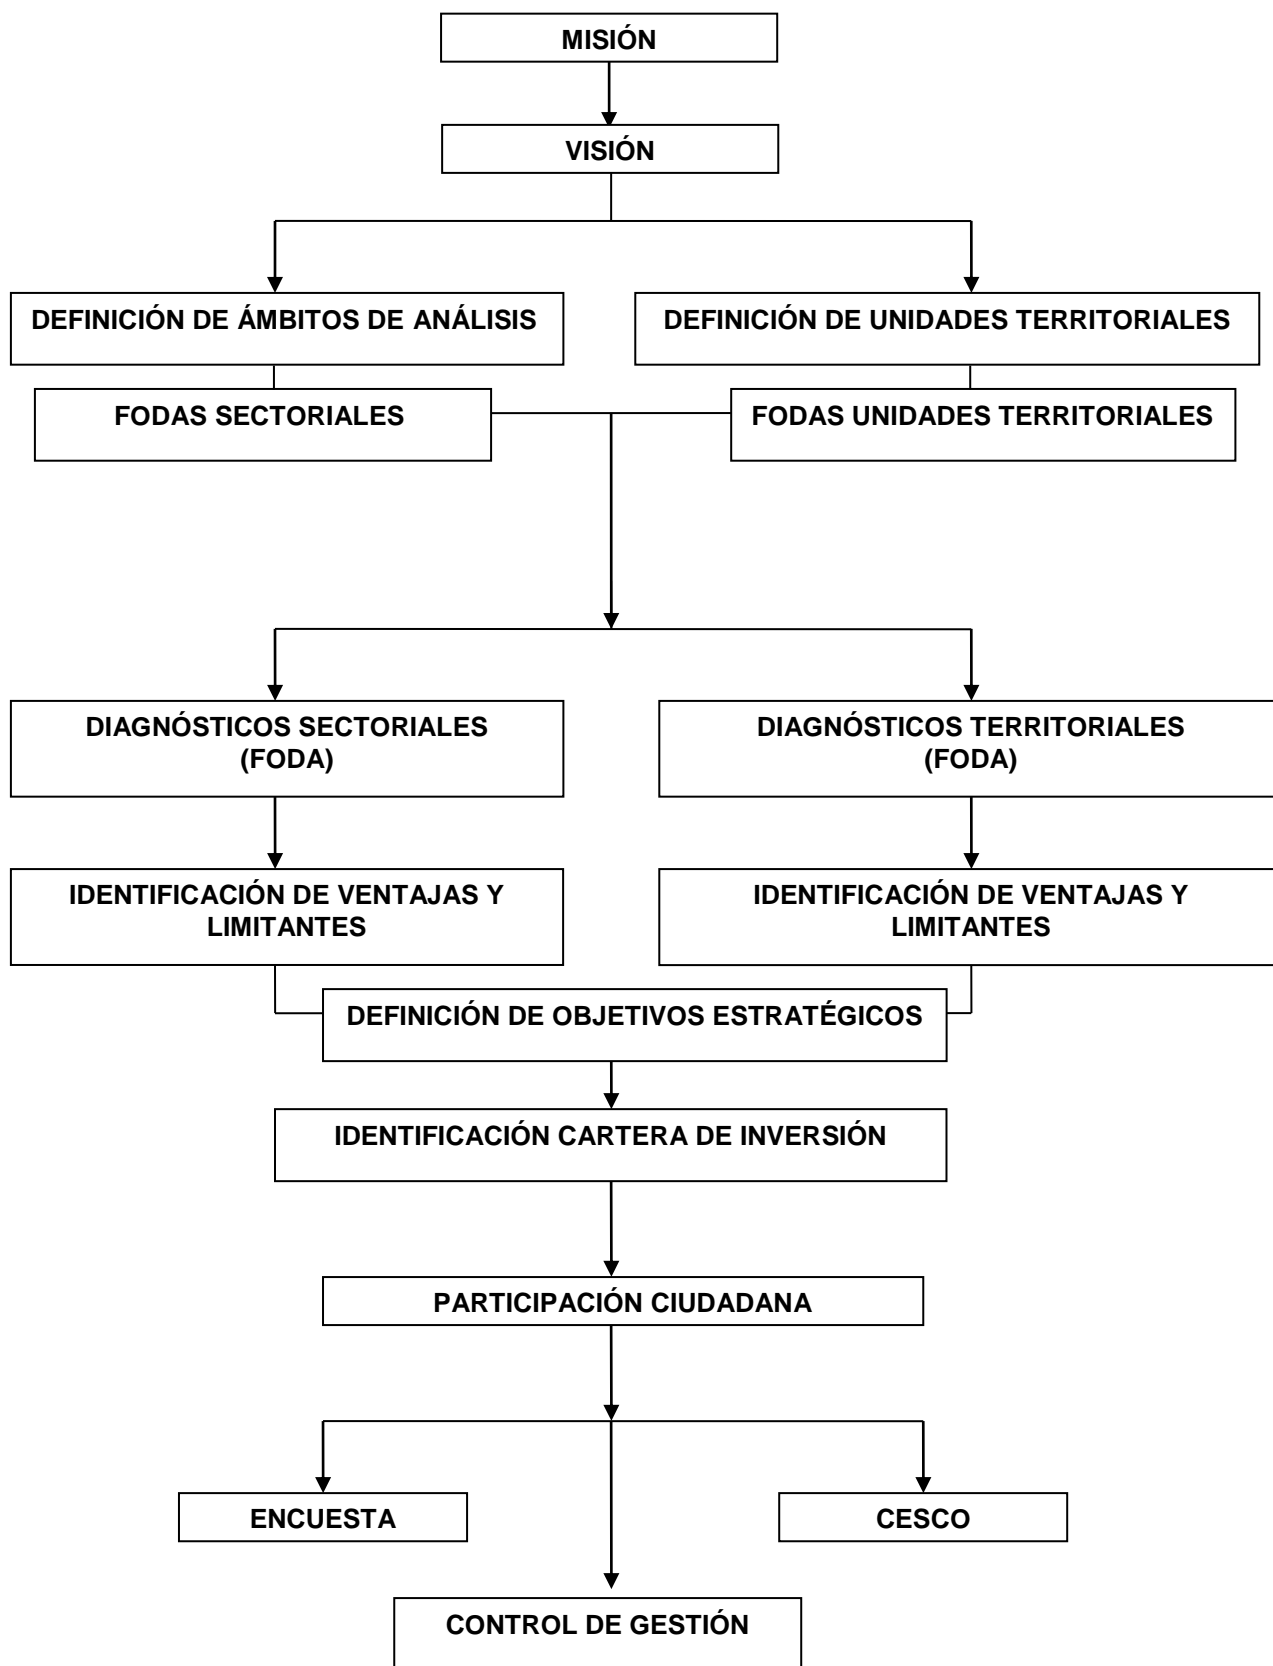 MISIÓN
VISIÓN
DEFINICIÓN DE ÁMBITOS DE ANÁLISIS
DEFINICIÓN DE UNIDADES TERRITORIALES
FODAS SECTORIALES
FODAS UNIDADES TERRITORIALES
DIAGNÓSTICOS SECTORIALES
(FODA)
DIAGNÓSTICOS TERRITORIALES
(FODA)
IDENTIFICACIÓN DE VENTAJAS Y
LIMITANTES
IDENTIFICACIÓN DE VENTAJAS Y
LIMITANTES
DEFINICIÓN DE OBJETIVOS ESTRATÉGICOS
IDENTIFICACIÓN CARTERA DE INVERSIÓN
PARTICIPACIÓN CIUDADANA
ENCUESTA
CESCO
CONTROL DE GESTIÓN